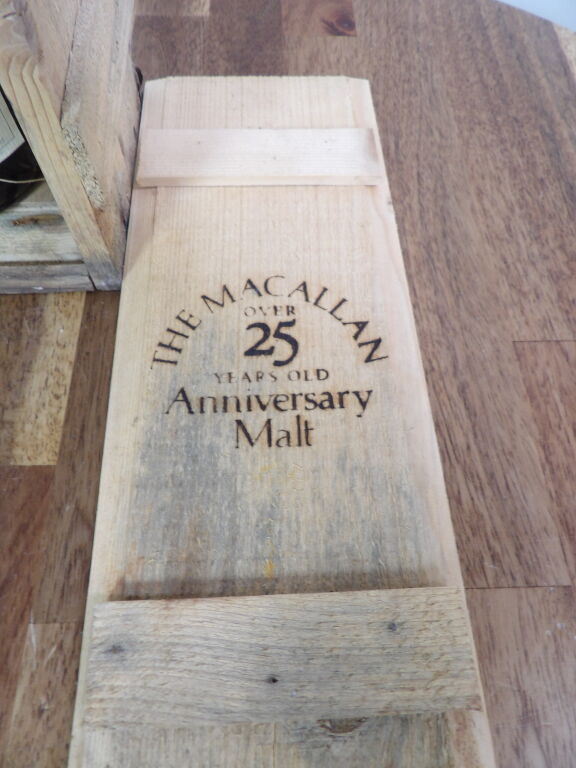 THE MACALLAN
OVER
25
YEARS OLD
Anniversary
Malt